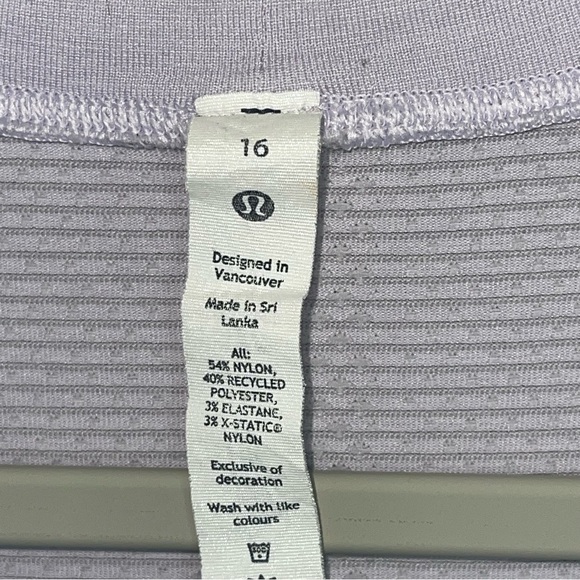 16
Designed in
Vancouver
Made in Sri
Lanka
All:
54% NYLON,
40% RECYCLED
POLYESTER,
3% ELASTANE,
3% X-STATIC®
NYLON
Exclusive of
decoration
Wash with like
colours